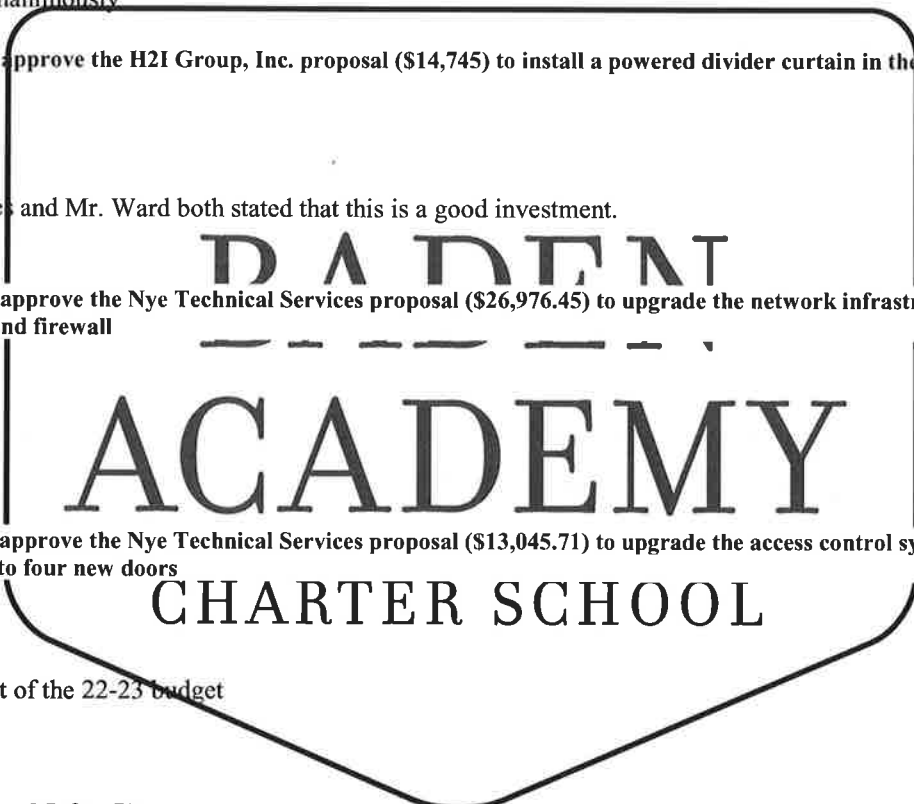 approve the H2I Group, Inc. proposal ($14,745) to install a powered divider curtain in the
and Mr. Ward both stated that this is a good investment.
BADEN
approve the Nye Technical Services proposal ($26,976.45) to upgrade the network
nd firewall
ACADEMY
approve the Nye Technical Services proposal ($13,045.71) to upgrade the access control
to four new doors
CHARTER SCHOOL
t of the 22-23 budget